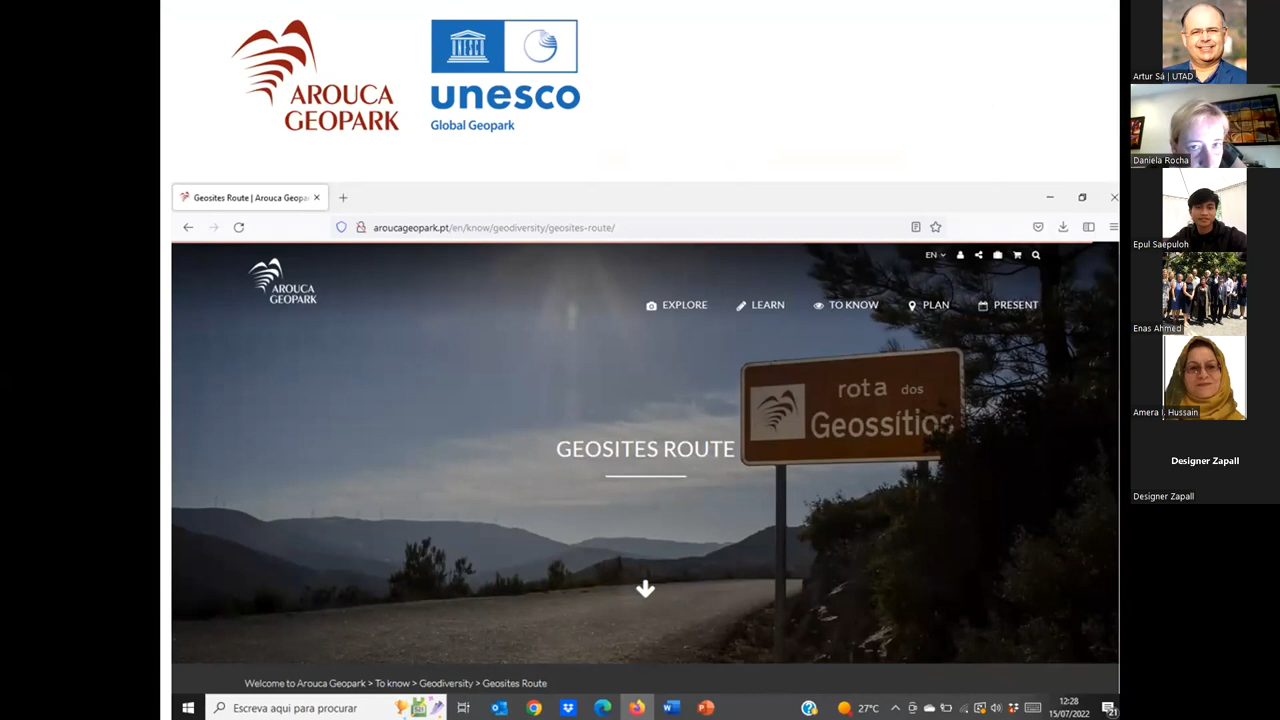 AROUCA
GEOPARK
UNESCO
unesco
Global Geopark
Geosites Route | Arouca Geopa
aroucageopark.pt/en/know/geodiversity/geosites-route/
AROUCA
GEOPARK
EN
EXPLORE
LEARN
TO KNOW
PLAN
PRESENT
rota dos
Geossítios
GEOSITES ROUTE
Welcome to Arouca Geopark > To know > Geodiversity > Geosites Route
Escreva aqui para procurar
27°C
12:28
15/07/2022
21
Artur Sá | UTAD
Daniela Rocha
Epul Saepuloh
Enas Ahmed
Amera I. Hussain
Designer Zapall
Designer Zapall